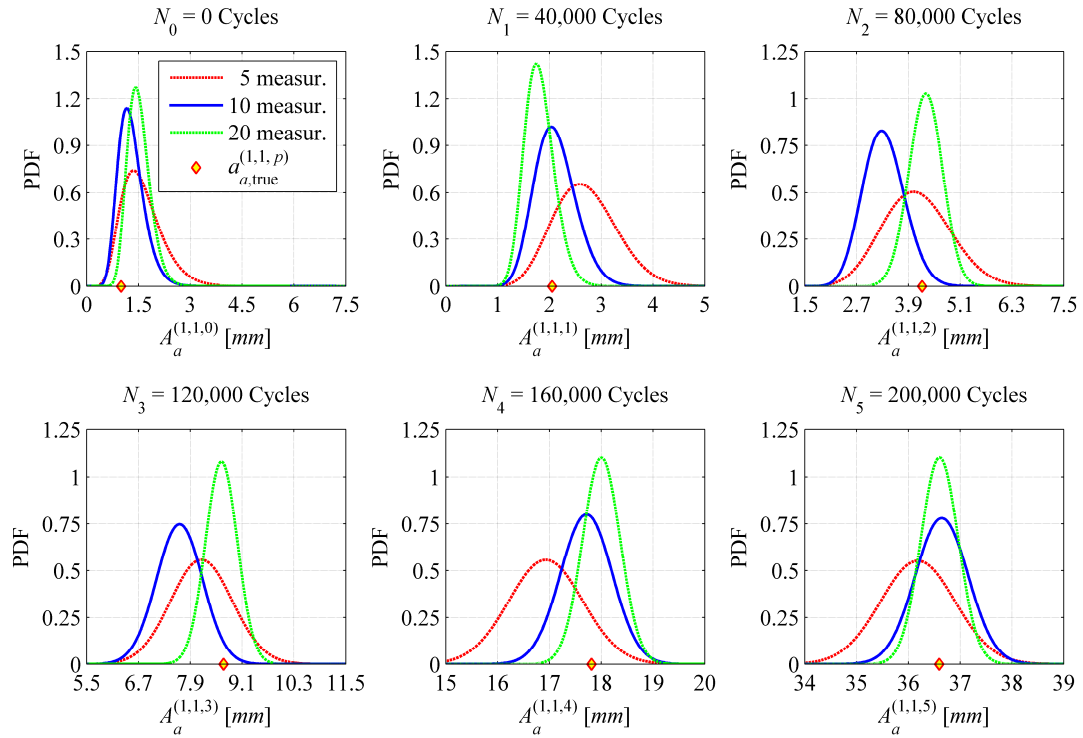 N₀ = 0 Cycles
N₁ = 40,000 Cycles
N₂ = 80,000 Cycles
1.5
1.2
0.9
0.6
0.3
0
PDF
5 measur.
10 measur.
20 measur.
a_{a,true}^{(1,1,p)}
0 1.5 3 4.5 6 7.5
A_a^{(1,1,0)} [mm]
1.5
1.2
0.9
0.6
0.3
0
PDF
0 1 2 3 4 5
A_a^{(1,1,1)} [mm]
1.25
1
0.75
0.5
0.25
0
PDF
1.5 2.7 3.9 5.1 6.3 7.5
A_a^{(1,1,2)} [mm]
N₃ = 120,000 Cycles
N₄ = 160,000 Cycles
N₅ = 200,000 Cycles
1.25
1
0.75
0.5
0.25
0
PDF
5.5 6.7 7.9 9.1 10.3 11.5
A_a^{(1,1,3)} [mm]
1.25
1
0.75
0.5
0.25
0
PDF
15 16 17 18 19 20
A_a^{(1,1,4)} [mm]
1.25
1
0.75
0.5
0.25
0
PDF
34 35 36 37 38 39
A_a^{(1,1,5)} [mm]